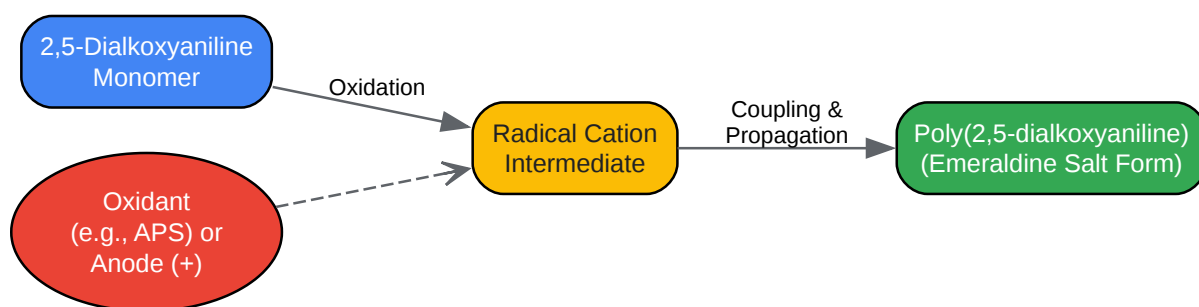 2,5-Dialkoxyaniline
Monomer
Oxidation
Oxidant
(e.g., APS) or
Anode (+)
Radical Cation
Intermediate
Coupling &
Propagation
Poly(2,5-dialkoxyaniline)
(Emeraldine Salt Form)